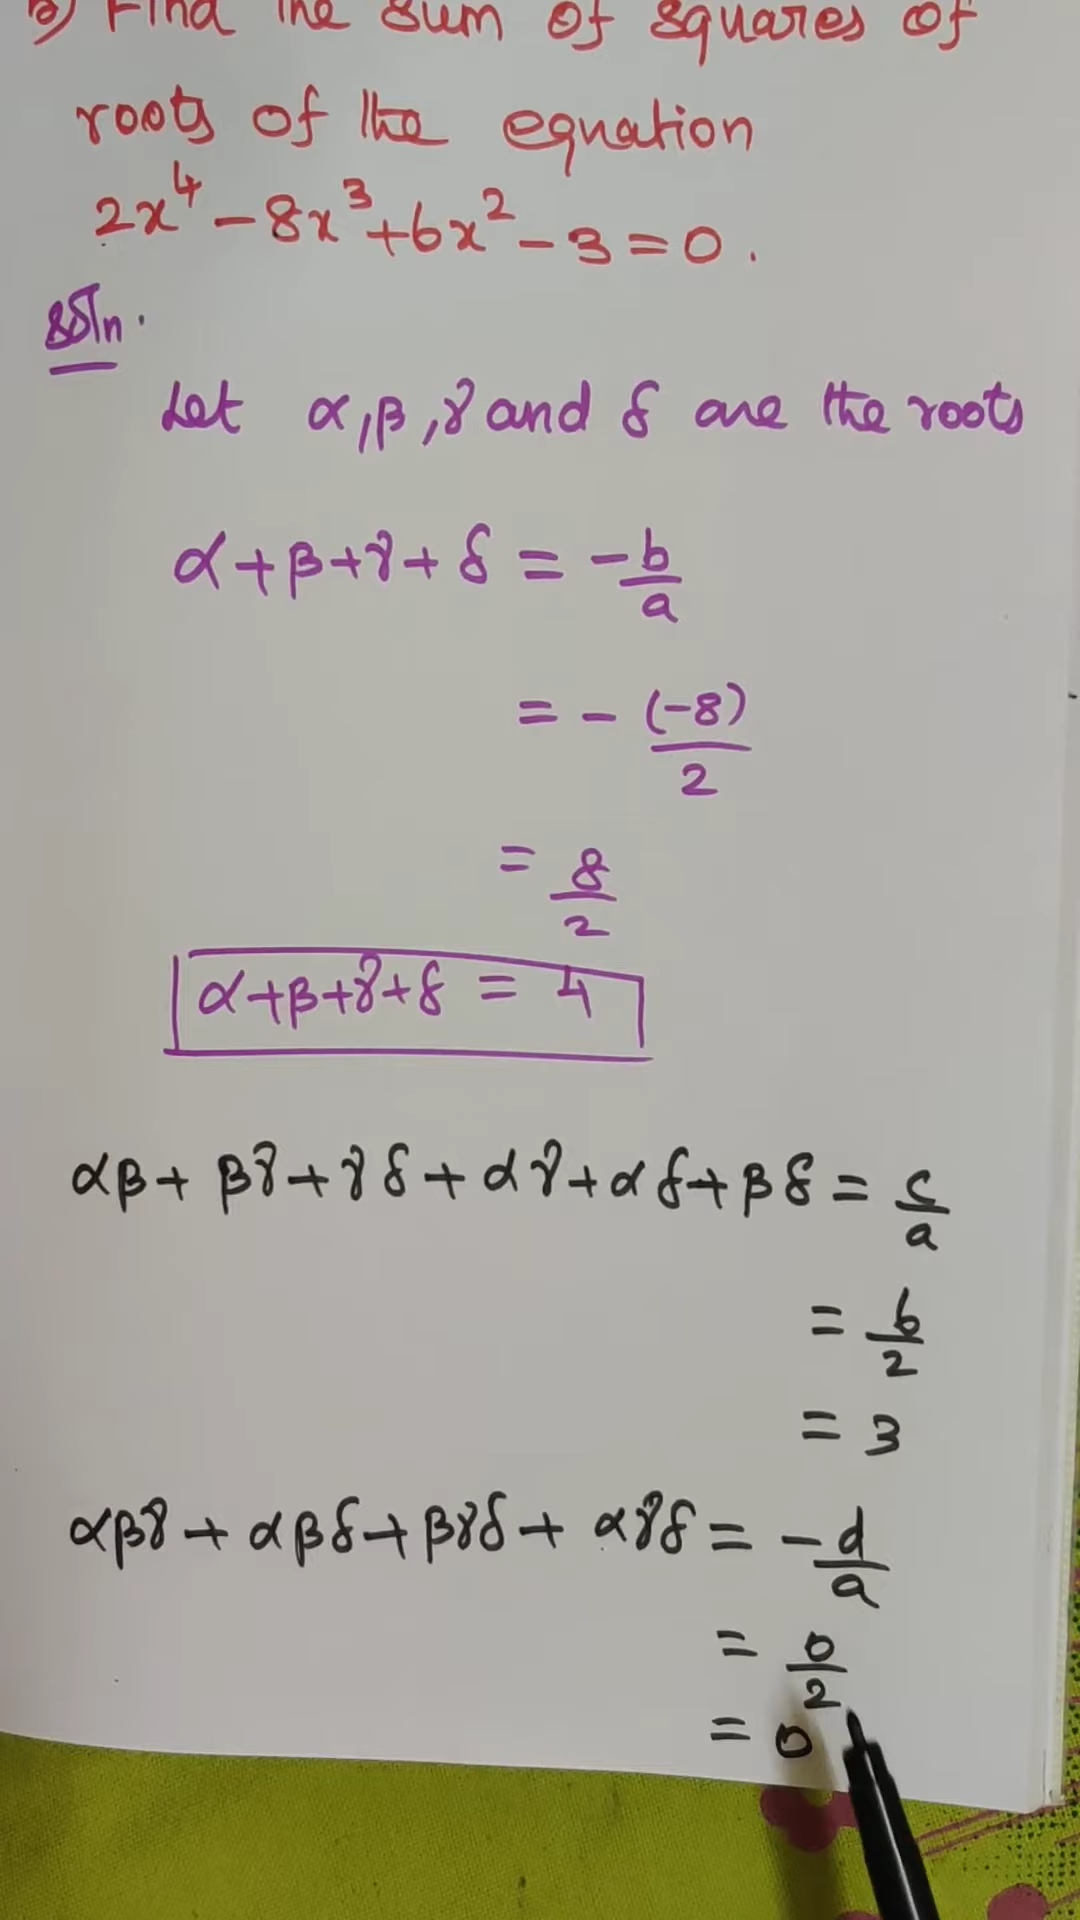 3) Find the sum of squares of
roots of the equation
2x⁴ - 8x³ + 6x² - 3 = 0.
Soln.
Let α, β, γ and δ are the roots
α + β + γ + δ = -b/a
= - (-8)/2
= 8/2
α + β + γ + δ = 4
αβ + βγ + γδ + αγ + αδ + βδ = c/a
= 6/2
= 3
αβγ + αβδ + βγδ + αγδ = -d/a
= 0/2
= 0